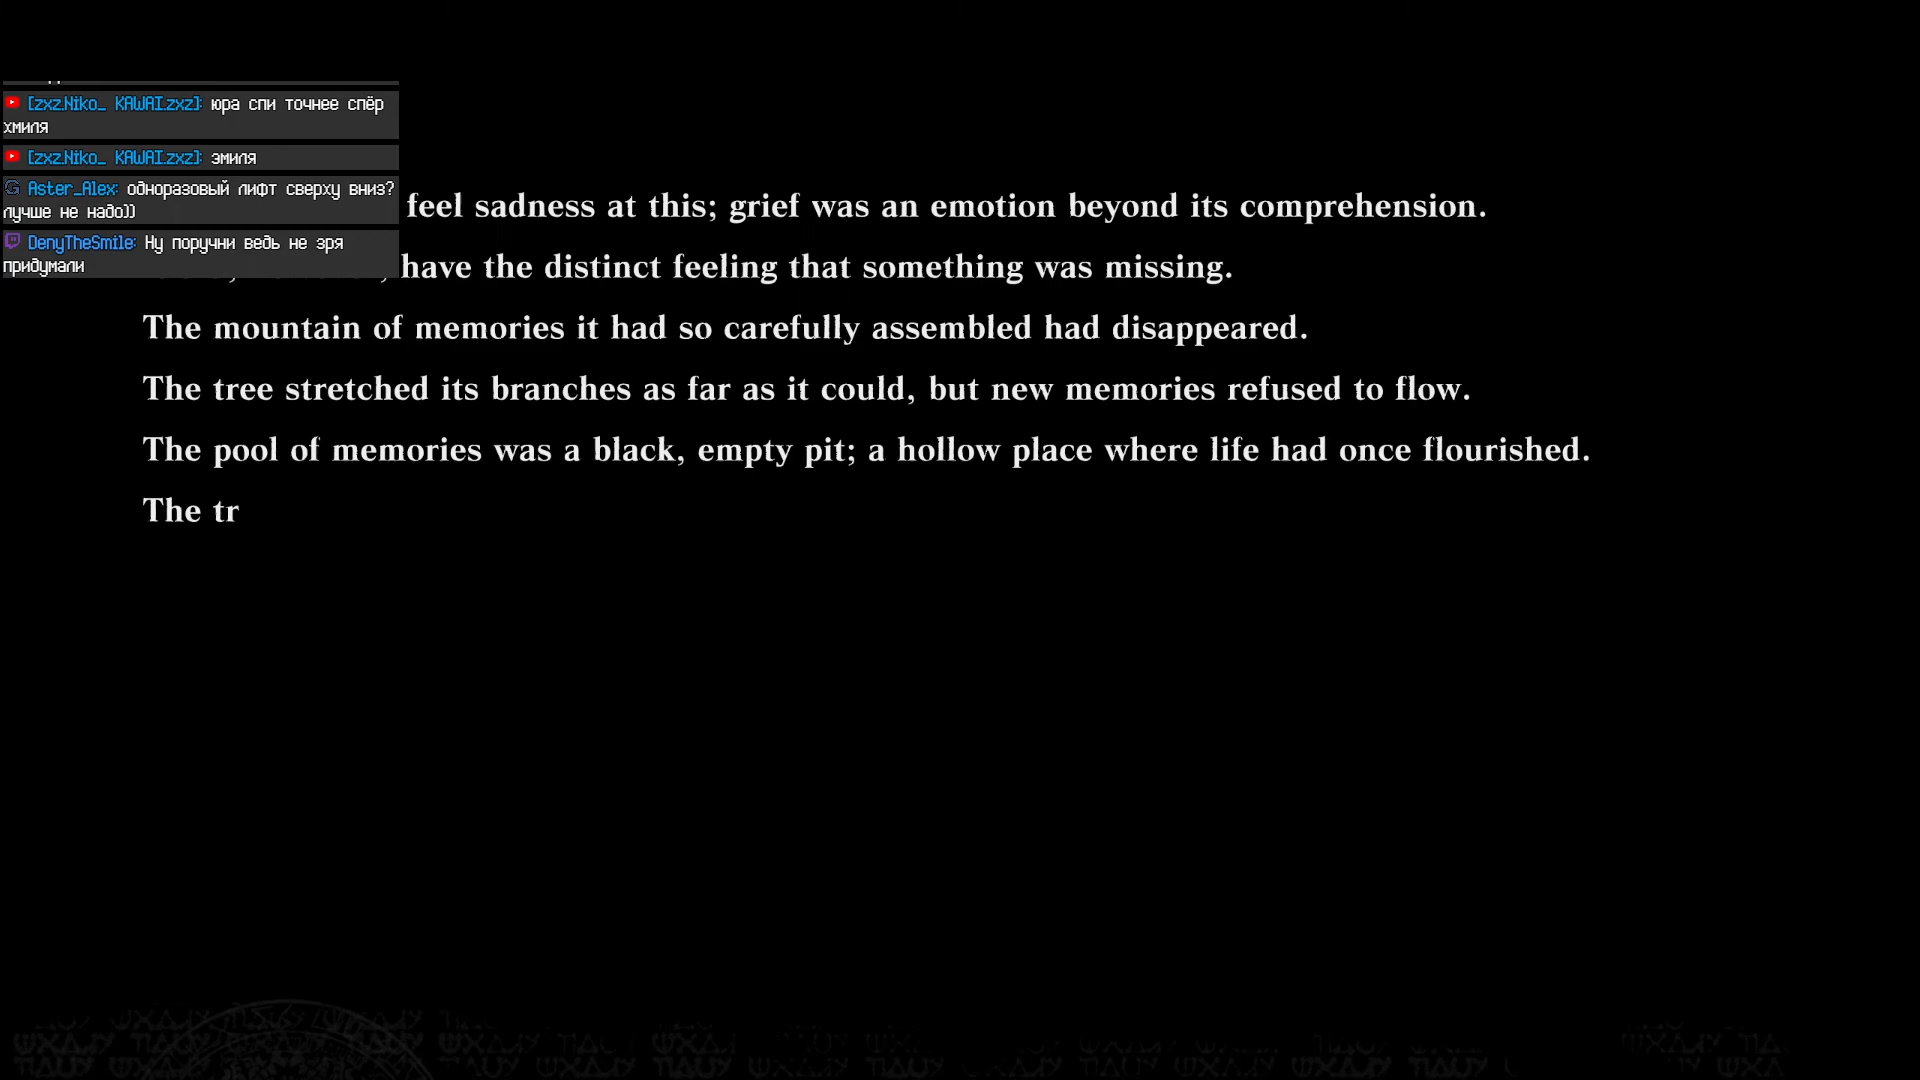 [zxz.Niko_ KAWAI.zxz]: юра спи точнее спёр
хмиля
[zxz.Niko_ KAWAI.zxz]: эмиля
Aster_Alex: одноразовый лифт сверху вниз?
лучше не надо))
DenyTheSmile: Ну поручни ведь не зря
придумали
feel sadness at this; grief was an emotion beyond its comprehension.
have the distinct feeling that something was missing.
The mountain of memories it had so carefully assembled had disappeared.
The tree stretched its branches as far as it could, but new memories refused to flow.
The pool of memories was a black, empty pit; a hollow place where life had once flourished.
The tr